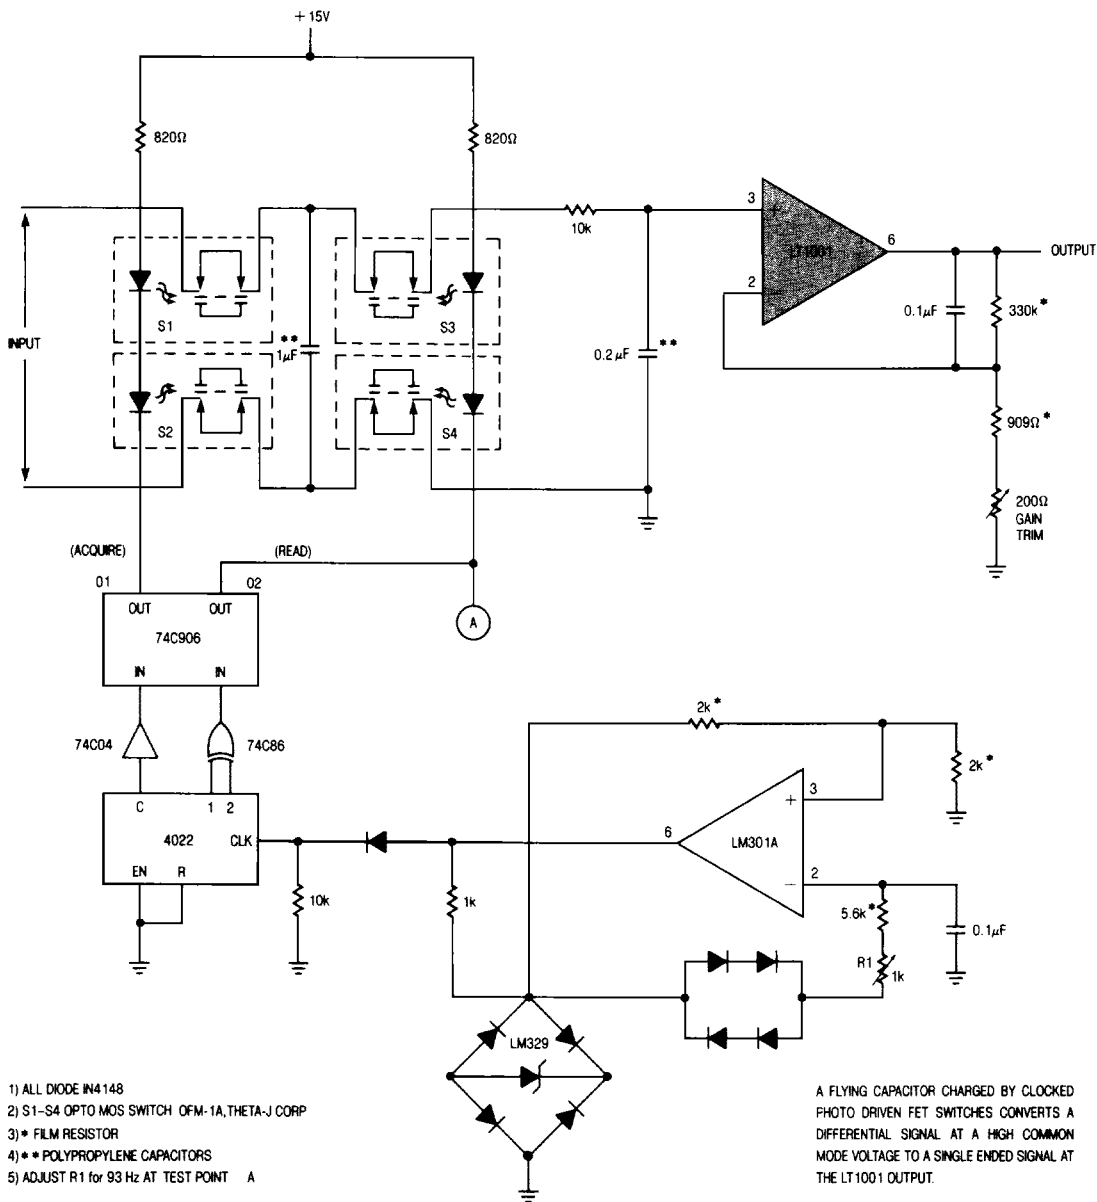 + 15V
820Ω
820Ω
3
10k
6
LT1001
OUTPUT
2
S1
S3
**
1µF
0.1µF
330k*
INPUT
0.2µF
**
S2
S4
909Ω*
200Ω
GAIN
TRIM
(ACQUIRE)
(READ)
01
02
OUT
OUT
A
74C906
IN
IN
2k*
74C04
74C86
2k*
C
1
2
3
+
4022
CLK
6
LM301A
EN
R
2
−
10k
1k
5.6k*
0.1µF
R1
1k
LM329
1) ALL DIODE IN4148
2) S1–S4 OPTO MOS SWITCH OFM-1A, THETA-J CORP
3)* FILM RESISTOR
4)** POLYPROPYLENE CAPACITORS
5) ADJUST R1 for 93 Hz AT TEST POINT A
A FLYING CAPACITOR CHARGED BY CLOCKED
PHOTO DRIVEN FET SWITCHES CONVERTS A
DIFFERENTIAL SIGNAL AT A HIGH COMMON
MODE VOLTAGE TO A SINGLE ENDED SIGNAL AT
THE LT1001 OUTPUT.